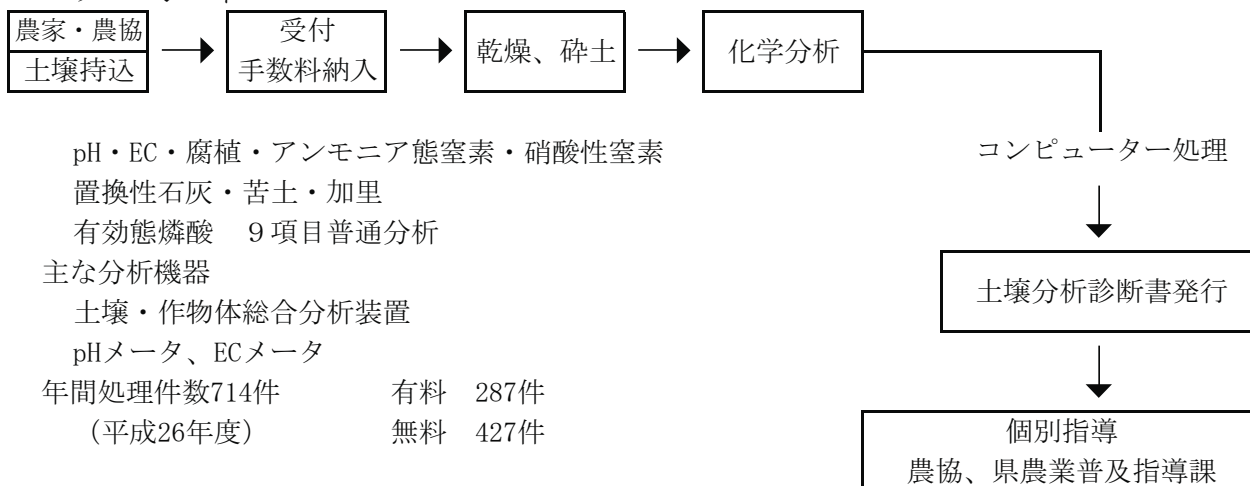 農家・農協
土壌持込
受付
手数料納入
乾燥、砕土
化学分析
pH・EC・腐植・アンモニア態窒素・硝酸性窒素
置換性石灰・苦土・加里
有効態燐酸　９項目普通分析
主な分析機器
土壌・作物体総合分析装置
pHメータ、ECメータ
年間処理件数714件　有料　287件
（平成26年度）　無料　427件
コンピューター処理
土壌分析診断書発行
個別指導
農協、県農業普及指導課